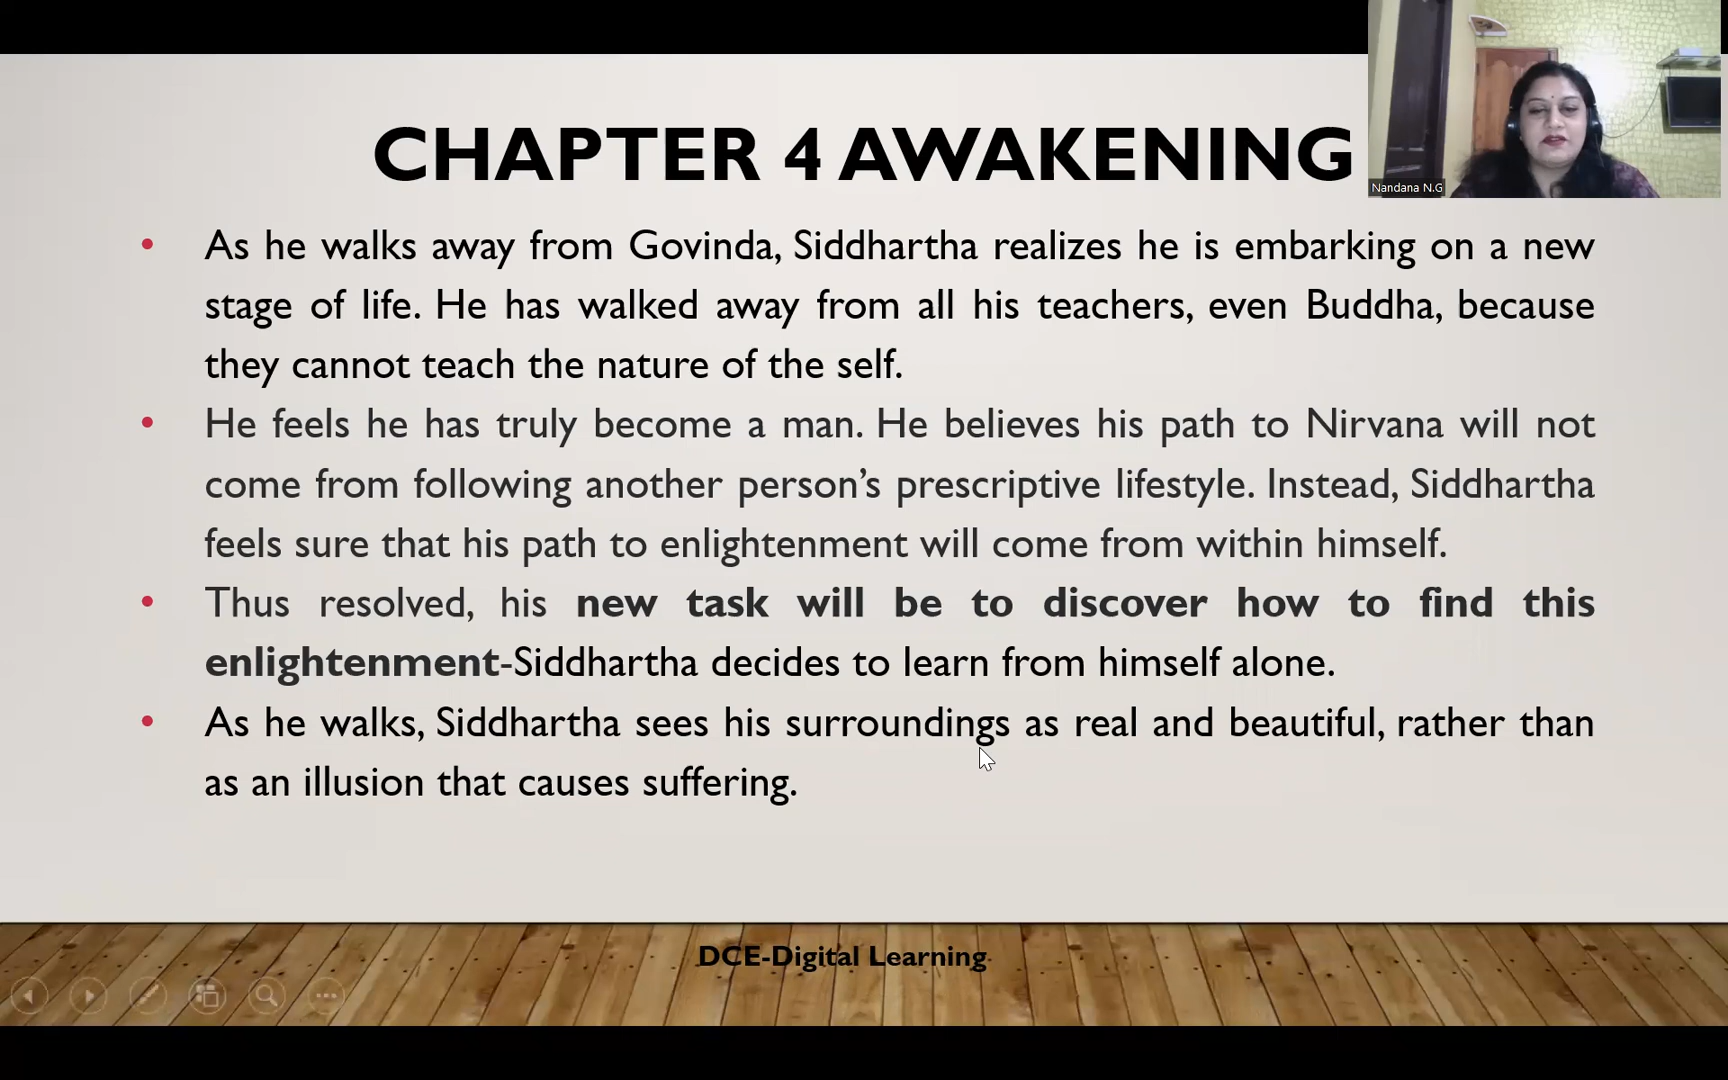 CHAPTER 4 AWAKENING
Nandana N.G
• As he walks away from Govinda, Siddhartha realizes he is embarking on a new
stage of life. He has walked away from all his teachers, even Buddha, because
they cannot teach the nature of the self.
• He feels he has truly become a man. He believes his path to Nirvana will not
come from following another person’s prescriptive lifestyle. Instead, Siddhartha
feels sure that his path to enlightenment will come from within himself.
• Thus resolved, his new task will be to discover how to find this
enlightenment-Siddhartha decides to learn from himself alone.
• As he walks, Siddhartha sees his surroundings as real and beautiful, rather than
as an illusion that causes suffering.
DCE-Digital Learning